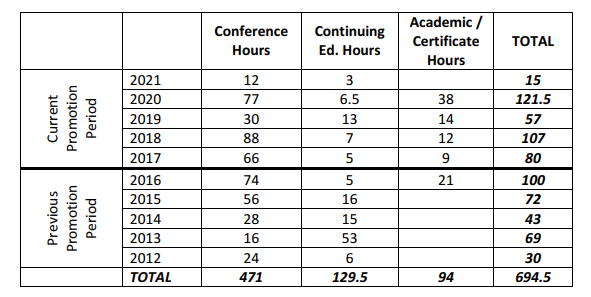 Conference Hours Continuing Ed. Hours Academic / Certificate Hours TOTAL
Current Promotion Period
2021 12 3 15
2020 77 6.5 38 121.5
2019 30 13 14 57
2018 88 7 12 107
2017 66 5 9 80
Previous Promotion Period
2016 74 5 21 100
2015 56 16 72
2014 28 15 43
2013 16 53 69
2012 24 6 30
TOTAL 471 129.5 94 694.5